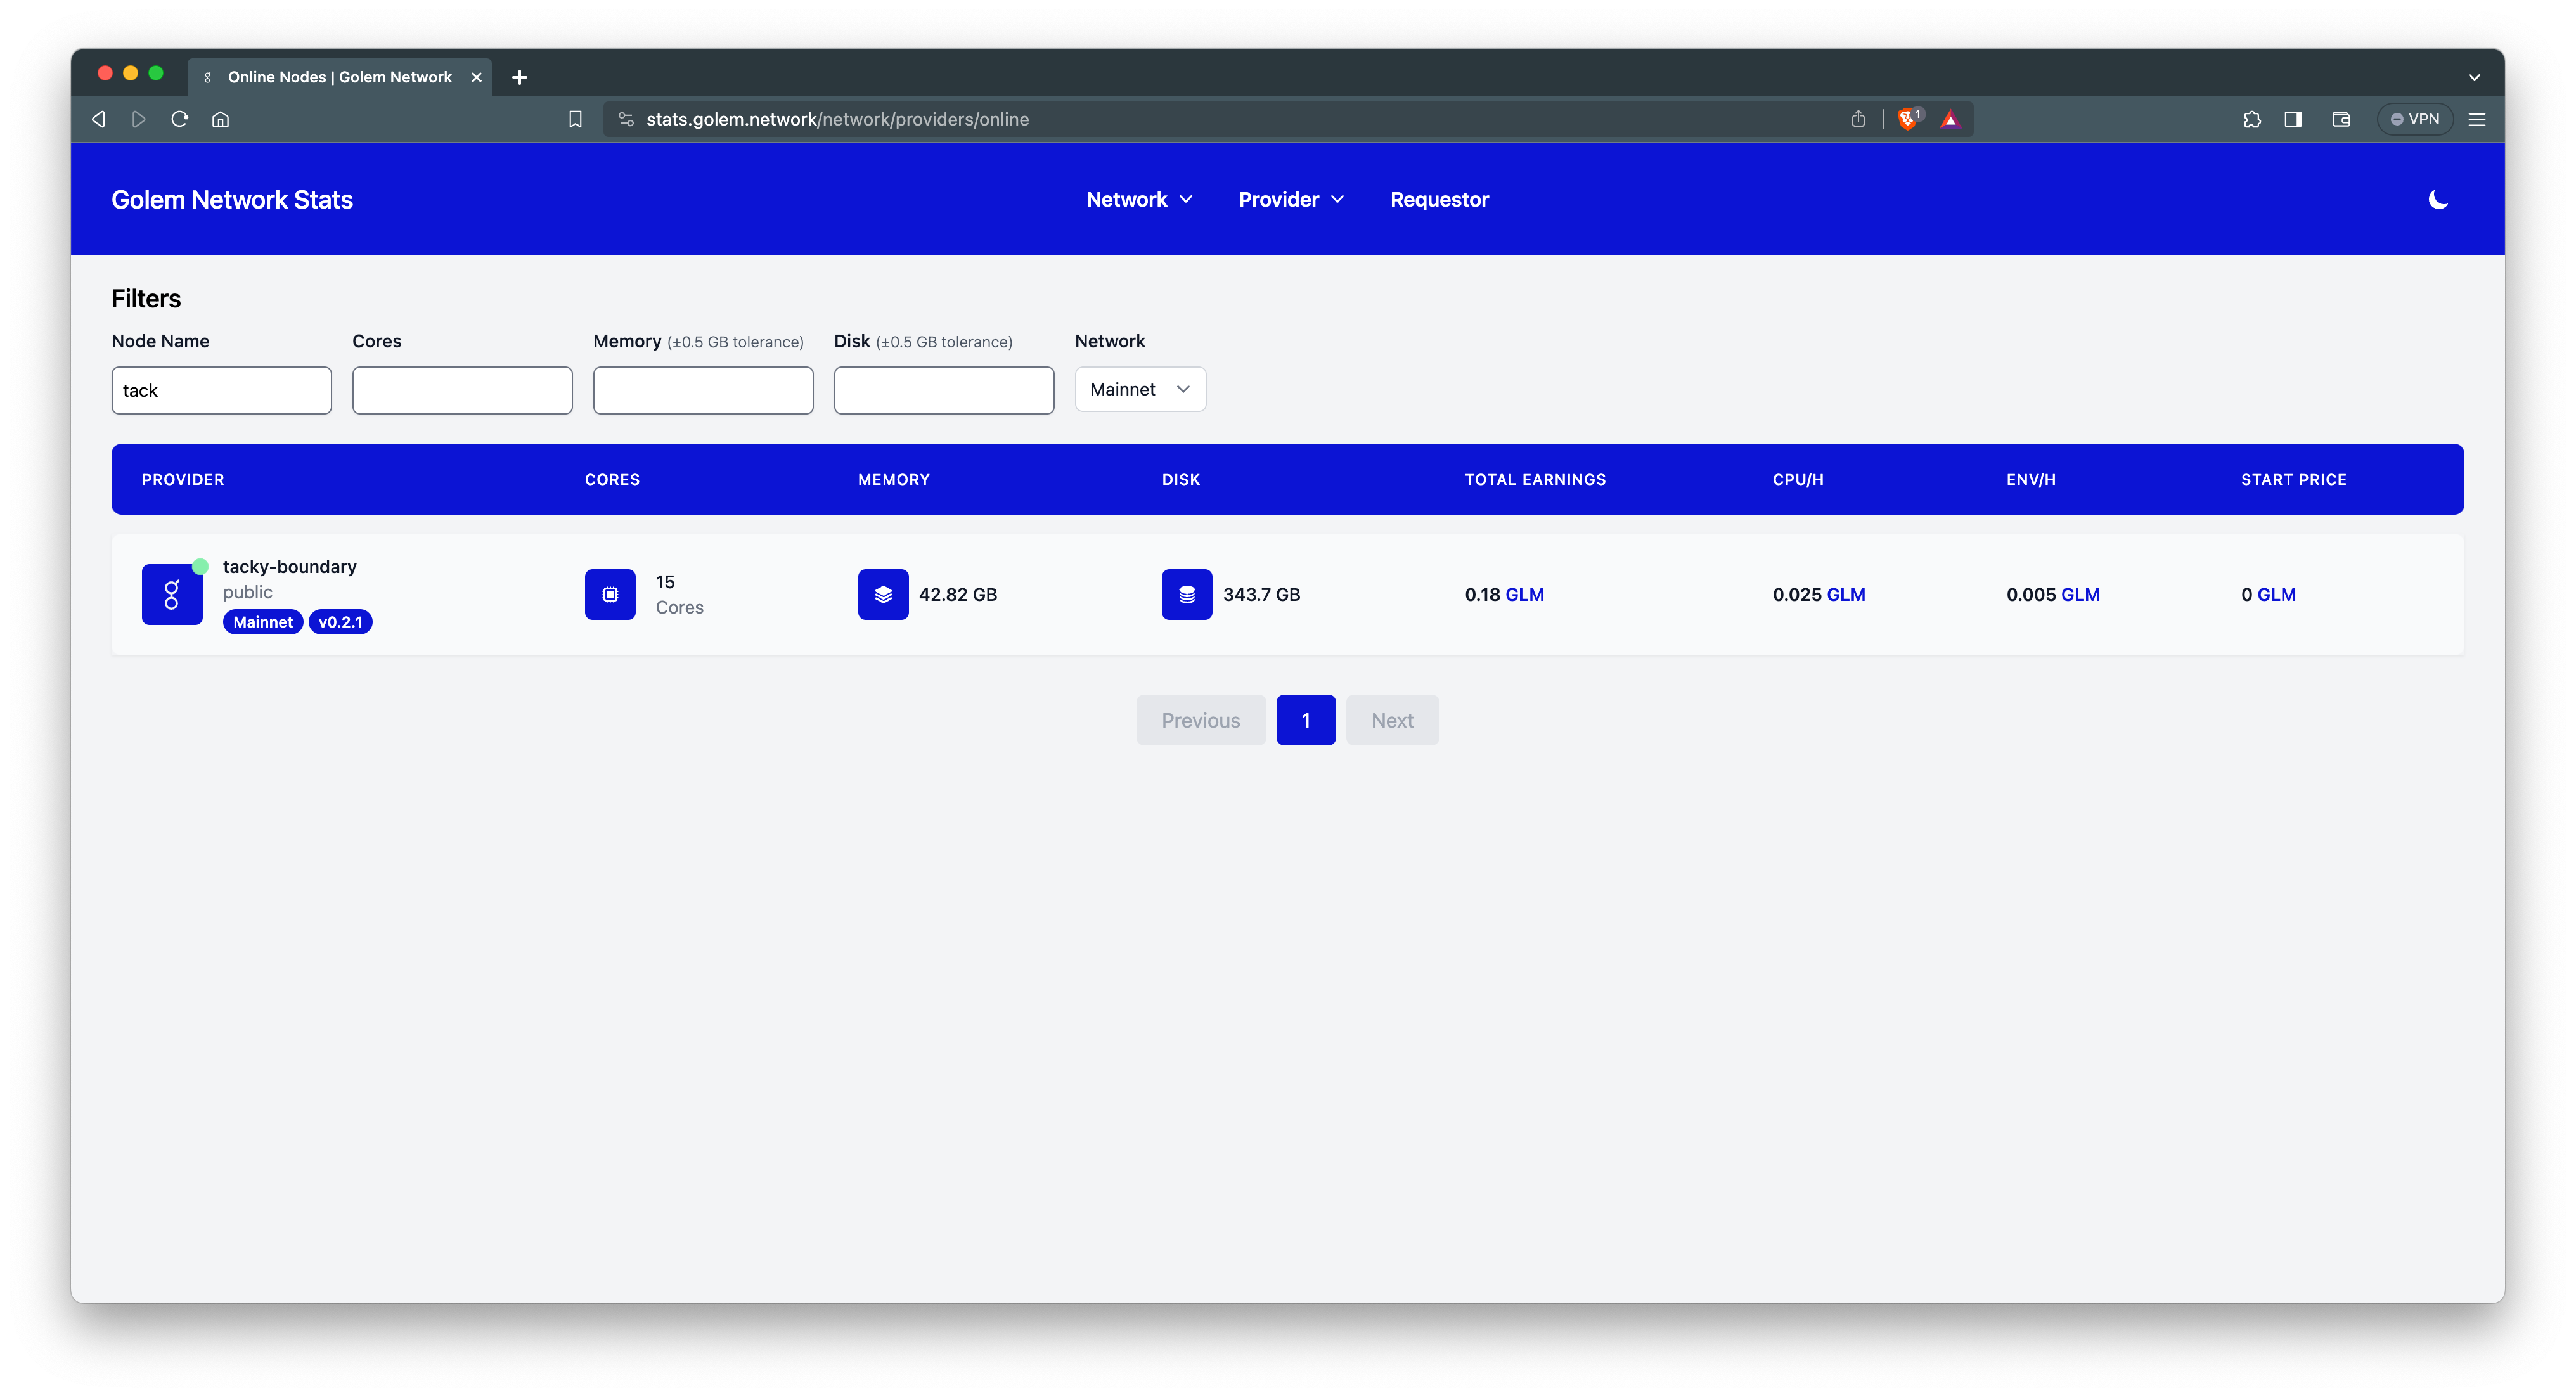 Online Nodes | Golem Network
stats.golem.network/network/providers/online
1
VPN
Golem Network Stats
Network
Provider
Requestor
Filters
Node Name
Cores
Memory (±0.5 GB tolerance)
Disk (±0.5 GB tolerance)
Network
tack
Mainnet
PROVIDER
CORES
MEMORY
DISK
TOTAL EARNINGS
CPU/H
ENV/H
START PRICE
tacky-boundary
public
Mainnet
v0.2.1
15
Cores
42.82 GB
343.7 GB
0.18 GLM
0.025 GLM
0.005 GLM
0 GLM
Previous
1
Next